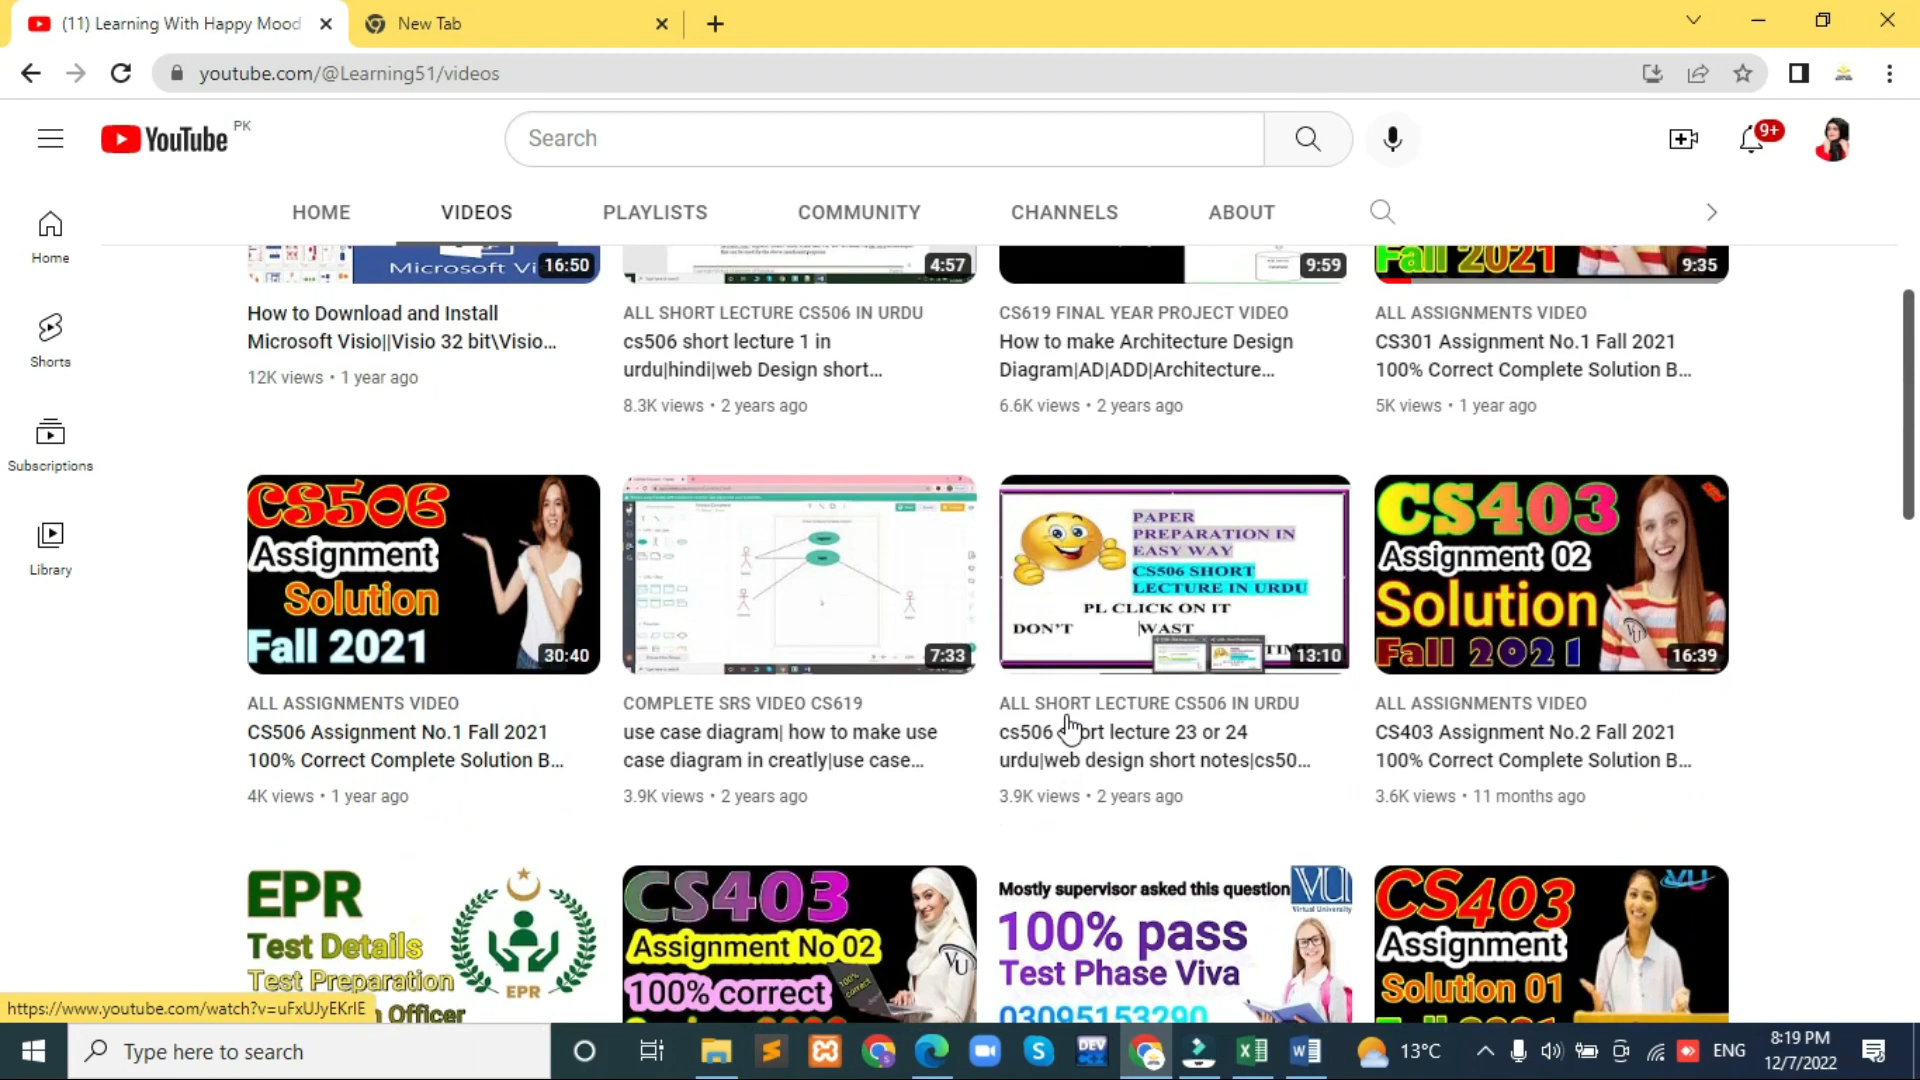 (11) Learning With Happy Mood
New Tab
youtube.com/@Learning51/videos
YouTube PK
Search
9+
HOME
VIDEOS
PLAYLISTS
COMMUNITY
CHANNELS
ABOUT
Home
Shorts
Subscriptions
Library
Microsoft Vi
16:50
4:57
9:59
Fall 2021
9:35
How to Download and Install
Microsoft Visio||Visio 32 bit\Visio...
12K views • 1 year ago
ALL SHORT LECTURE CS506 IN URDU
cs506 short lecture 1 in
urdu|hindi|web Design short...
8.3K views • 2 years ago
CS619 FINAL YEAR PROJECT VIDEO
How to make Architecture Design
Diagram|AD|ADD|Architecture...
6.6K views • 2 years ago
ALL ASSIGNMENTS VIDEO
CS301 Assignment No.1 Fall 2021
100% Correct Complete Solution B...
5K views • 1 year ago
CS506
Assignment
Solution
Fall 2021
30:40
7:33
PAPER
PREPARATION IN
EASY WAY
CS506 SHORT
LECTURE IN URDU
PL CLICK ON IT
DON'T WAST
13:10
CS403
Assignment 02
Solution
Fall 2021
16:39
ALL ASSIGNMENTS VIDEO
CS506 Assignment No.1 Fall 2021
100% Correct Complete Solution B...
4K views • 1 year ago
COMPLETE SRS VIDEO CS619
use case diagram| how to make use
case diagram in creatly|use case...
3.9K views • 2 years ago
ALL SHORT LECTURE CS506 IN URDU
cs506 short lecture 23 or 24
urdu|web design short notes|cs50...
3.9K views • 2 years ago
ALL ASSIGNMENTS VIDEO
CS403 Assignment No.2 Fall 2021
100% Correct Complete Solution B...
3.6K views • 11 months ago
EPR
Test Details
Test Preparation
Officer
EPR
CS403
Assignment No 02
100% correct
100% correct
VU
Mostly supervisor asked this question
100% pass
Test Phase Viva
03095153290
VU
Virtual University
CS403
Assignment
Solution 01
VU
https://www.youtube.com/watch?v=uFxUJyEKrlE
Type here to search
DEV
13°C
ENG
8:19 PM
12/7/2022